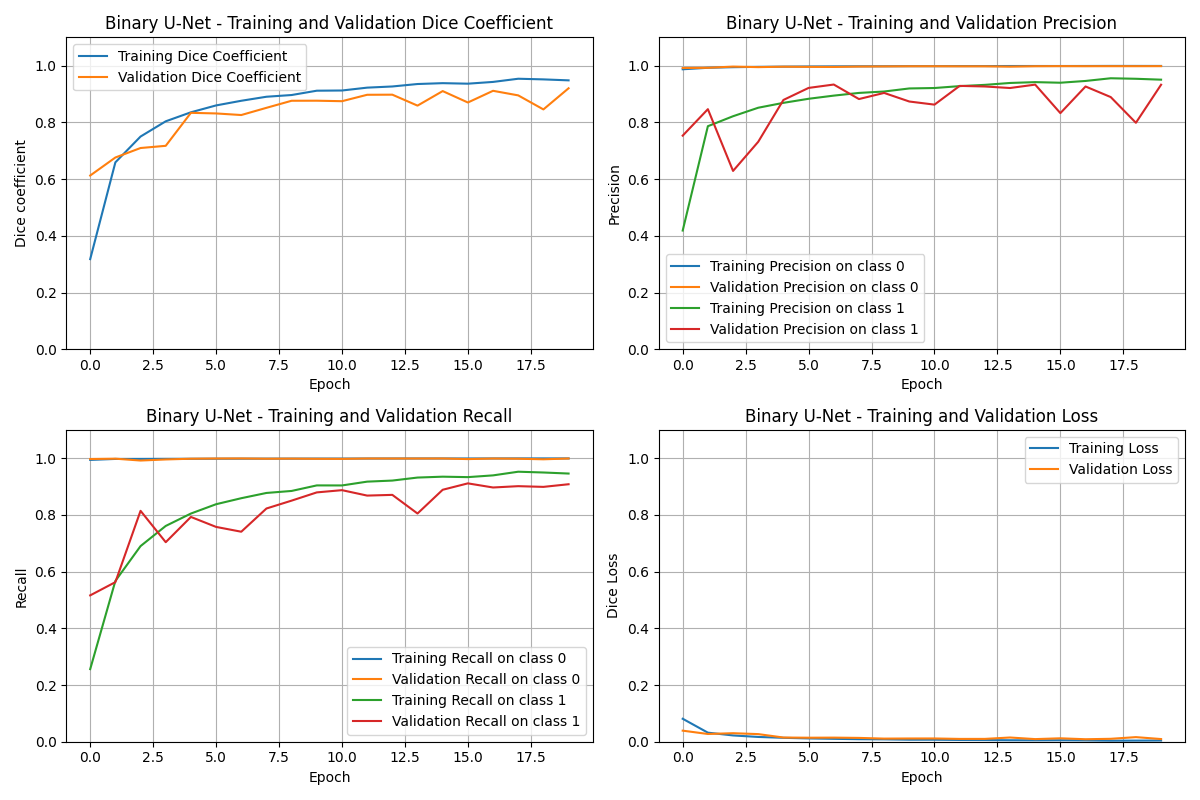 Binary U-Net - Training and Validation Dice Coefficient
Training Dice Coefficient
Validation Dice Coefficient
1.0
0.8
0.6
0.4
0.2
0.0
Dice coefficient
0.0 2.5 5.0 7.5 10.0 12.5 15.0 17.5
Epoch
Binary U-Net - Training and Validation Precision
1.0
0.8
0.6
0.4
0.2
0.0
Precision
Training Precision on class 0
Validation Precision on class 0
Training Precision on class 1
Validation Precision on class 1
0.0 2.5 5.0 7.5 10.0 12.5 15.0 17.5
Epoch
Binary U-Net - Training and Validation Recall
1.0
0.8
0.6
0.4
0.2
0.0
Recall
Training Recall on class 0
Validation Recall on class 0
Training Recall on class 1
Validation Recall on class 1
0.0 2.5 5.0 7.5 10.0 12.5 15.0 17.5
Epoch
Binary U-Net - Training and Validation Loss
Training Loss
Validation Loss
1.0
0.8
0.6
0.4
0.2
0.0
Dice Loss
0.0 2.5 5.0 7.5 10.0 12.5 15.0 17.5
Epoch